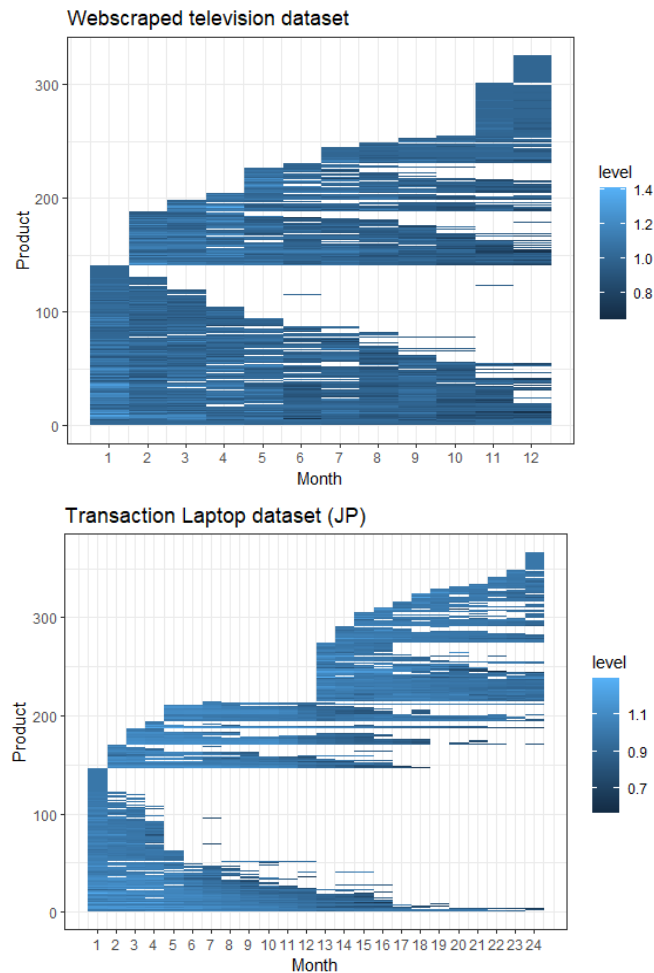 Webscraped television dataset
300
200
100
0
Product
1 2 3 4 5 6 7 8 9 10 11 12
Month
level
1.4
1.2
1.0
0.8
Transaction Laptop dataset (JP)
300
200
100
0
Product
1 2 3 4 5 6 7 8 9 10 11 12 13 14 15 16 17 18 19 20 21 22 23 24
Month
level
1.1
0.9
0.7